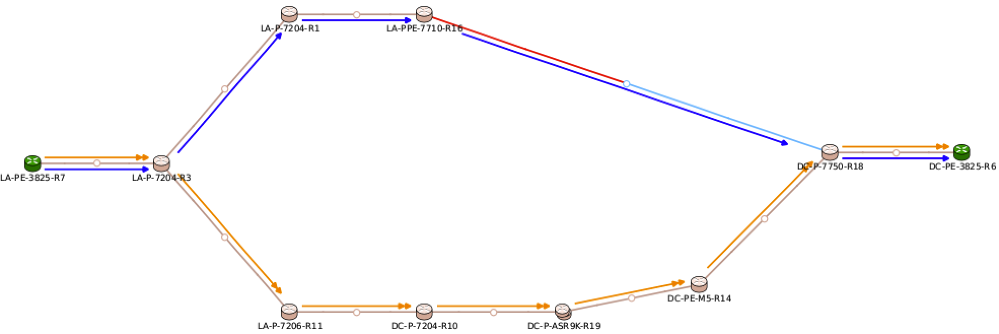 LA-P-7204-R1
LA-PPE-7710-R16
LA-PE-3825-R7
LA-P-7204-R3
DC-P-7750-R18
DC-PE-3825-R6
DC-PE-M5-R14
LA-P-7206-R11
DC-P-7204-R10
DC-P-ASR9K-R19